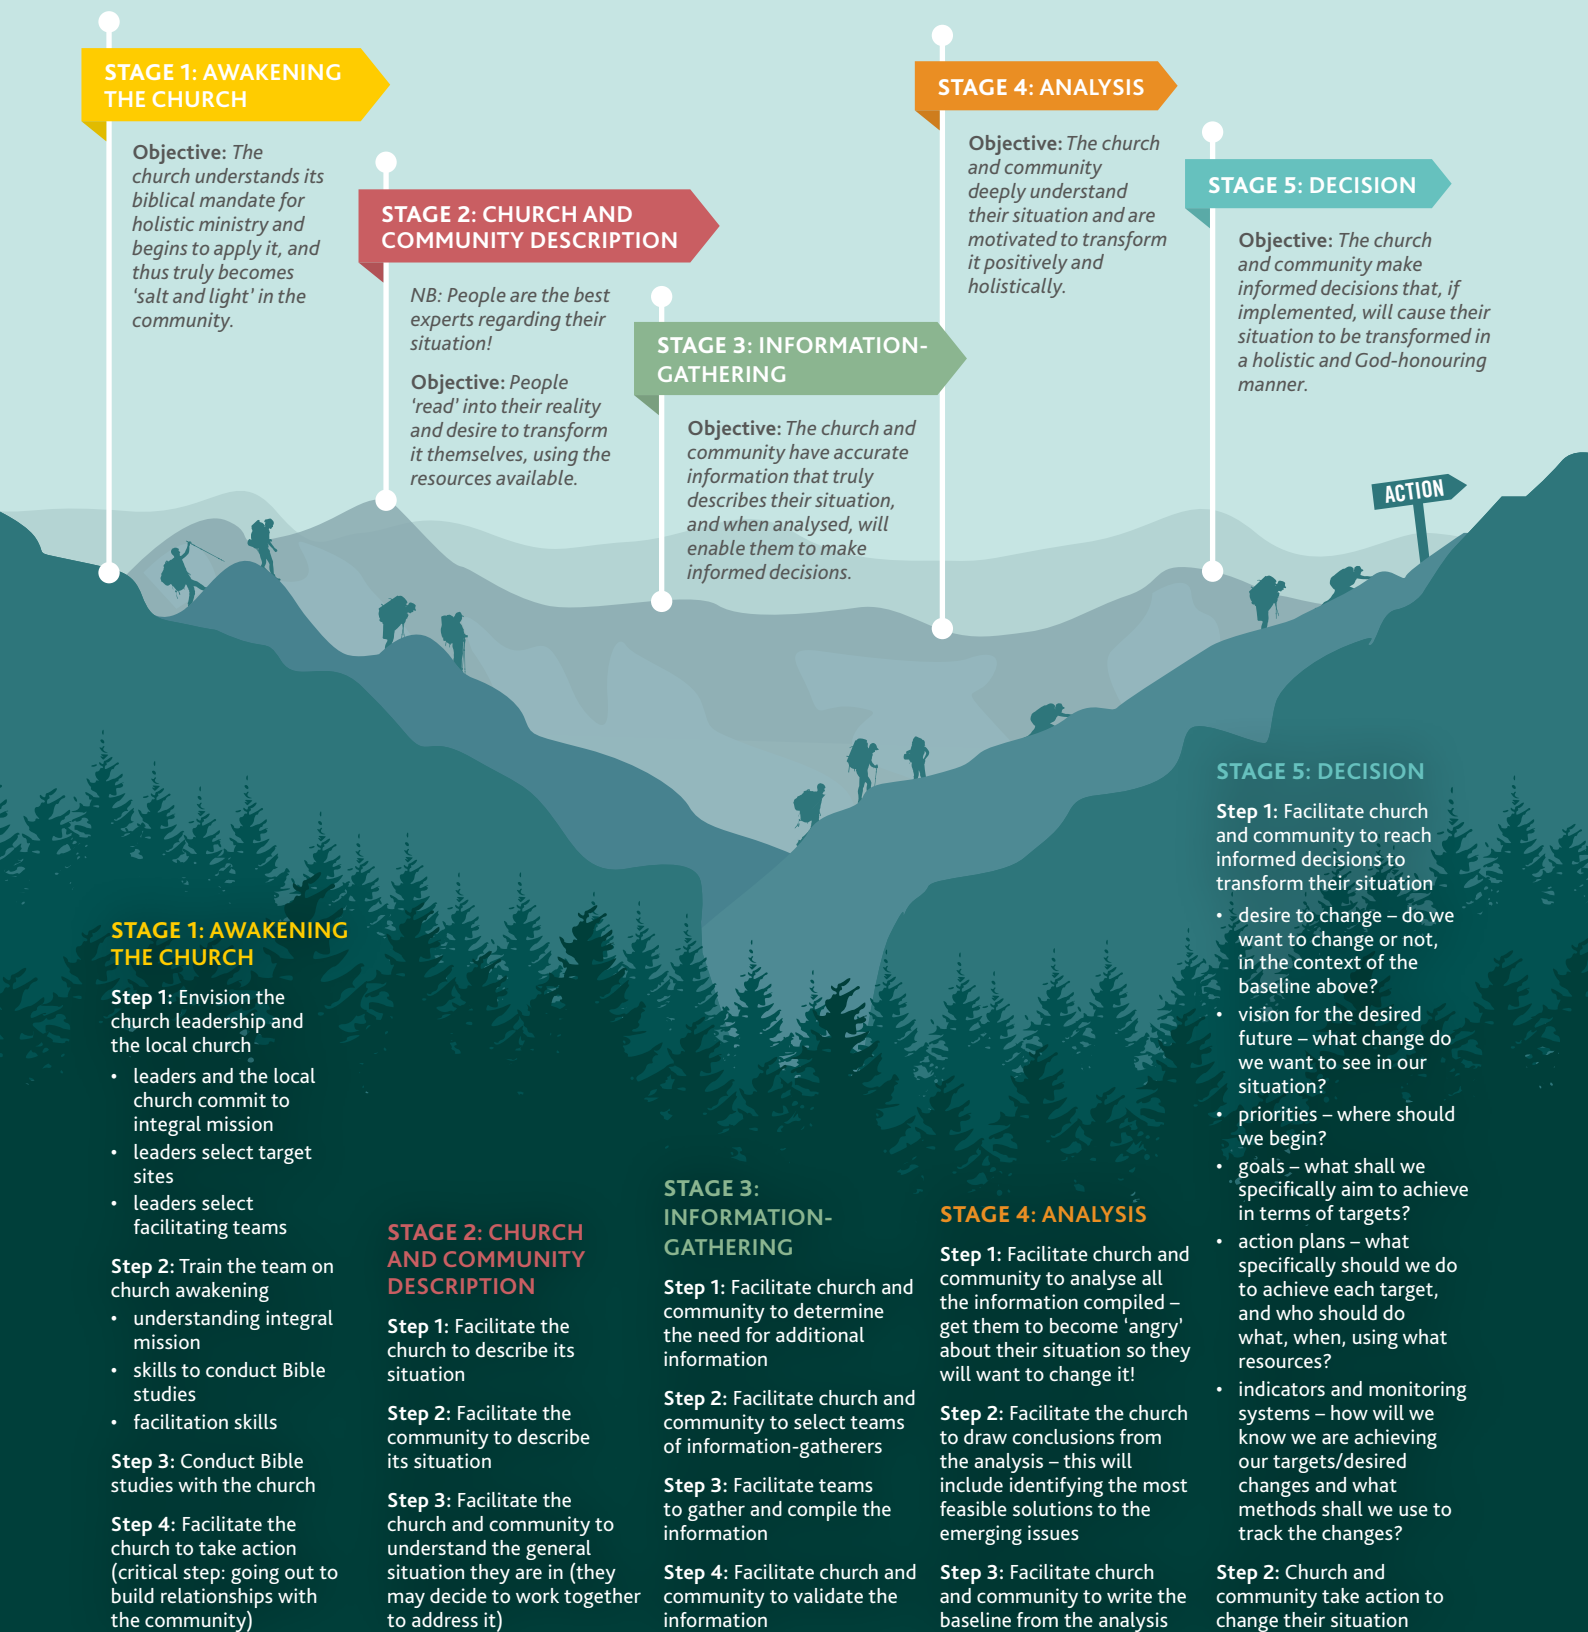 STAGE 1: AWAKENING
THE CHURCH
Objective: The
church understands its
biblical mandate for
holistic ministry and
begins to apply it, and
thus truly becomes
‘salt and light’ in the
community.
STAGE 2: CHURCH AND
COMMUNITY DESCRIPTION
NB: People are the best
experts regarding their
situation!
Objective: People
‘read’ into their reality
and desire to transform
it themselves, using the
resources available.
STAGE 3: INFORMATION-
GATHERING
Objective: The church and
community have accurate
information that truly
describes their situation,
and when analysed, will
enable them to make
informed decisions.
STAGE 4: ANALYSIS
Objective: The church
and community
deeply understand
their situation and are
motivated to transform
it positively and
holistically.
STAGE 5: DECISION
Objective: The church
and community make
informed decisions that, if
implemented, will cause their
situation to be transformed in
a holistic and God-honouring
manner.
ACTION
STAGE 1: AWAKENING
THE CHURCH
Step 1: Envision the
church leadership and
the local church
• leaders and the local
church commit to
integral mission
• leaders select target
sites
• leaders select
facilitating teams
Step 2: Train the team on
church awakening
• understanding integral
mission
• skills to conduct Bible
studies
• facilitation skills
Step 3: Conduct Bible
studies with the church
Step 4: Facilitate the
church to take action
(critical step: going out to
build relationships with
the community)
STAGE 2: CHURCH
AND COMMUNITY
DESCRIPTION
Step 1: Facilitate the
church to describe its
situation
Step 2: Facilitate the
community to describe
its situation
Step 3: Facilitate the
church and community to
understand the general
situation they are in (they
may decide to work together
to address it)
STAGE 3:
INFORMATION-
GATHERING
Step 1: Facilitate church and
community to determine
the need for additional
information
Step 2: Facilitate church and
community to select teams
of information-gatherers
Step 3: Facilitate teams
to gather and compile the
information
Step 4: Facilitate church and
community to validate the
information
STAGE 4: ANALYSIS
Step 1: Facilitate church and
community to analyse all
the information compiled –
get them to become ‘angry’
about their situation so they
will want to change it!
Step 2: Facilitate the church
to draw conclusions from
the analysis – this will
include identifying the most
feasible solutions to the
emerging issues
Step 3: Facilitate church
and community to write the
baseline from the analysis
STAGE 5: DECISION
Step 1: Facilitate church
and community to reach
informed decisions to
transform their situation
• desire to change – do we
want to change or not,
in the context of the
baseline above?
• vision for the desired
future – what change do
we want to see in our
situation?
• priorities – where should
we begin?
• goals – what shall we
specifically aim to achieve
in terms of targets?
• action plans – what
specifically should we do
to achieve each target,
and who should do
what, when, using what
resources?
• indicators and monitoring
systems – how will we
know we are achieving
our targets/desired
changes and what
methods shall we use to
track the changes?
Step 2: Church and
community take action to
change their situation